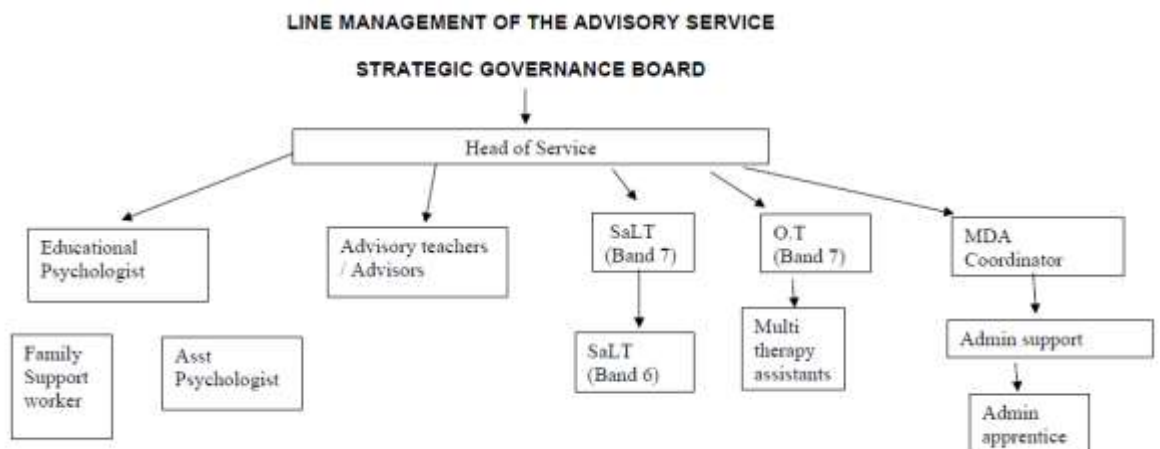 LINE MANAGEMENT OF THE ADVISORY SERVICE
STRATEGIC GOVERNANCE BOARD
Head of Service
Educational
Psychologist
Advisory teachers
/ Advisors
SaLT
(Band 7)
O.T
(Band 7)
MDA
Coordinator
Family
Support
worker
Asst
Psychologist
SaLT
(Band 6)
Multi
therapy
assistants
Admin support
Admin
apprentice